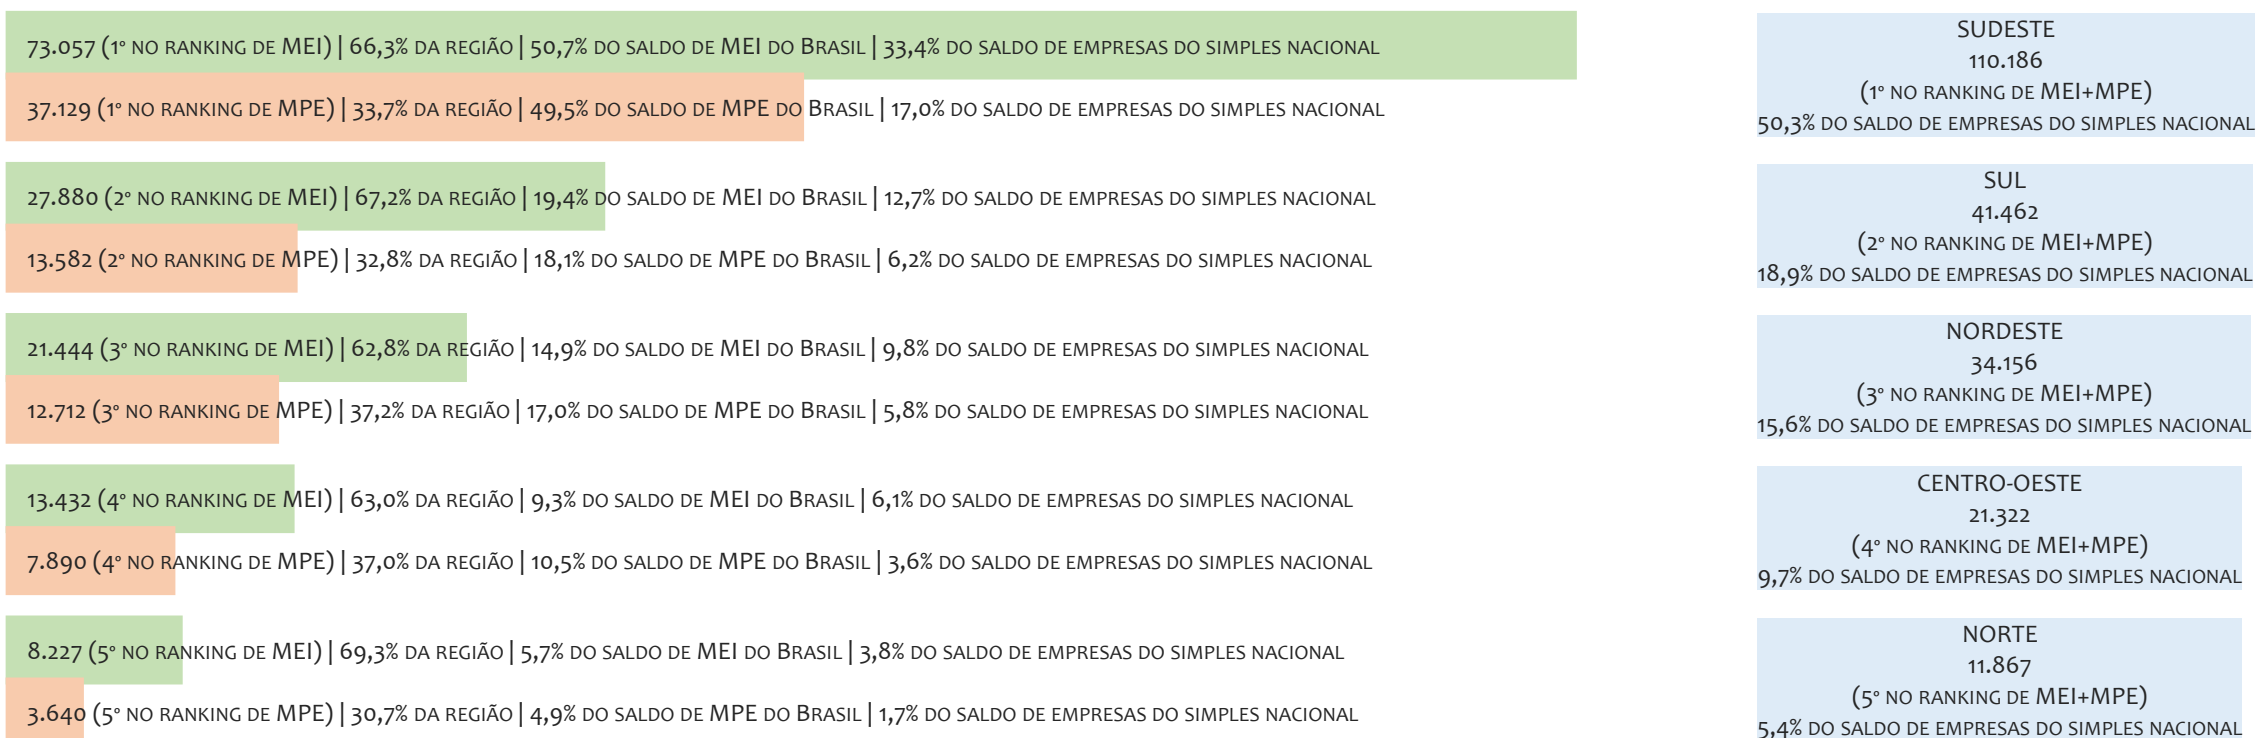 73.057 (1º NO RANKING DE MEI) | 66,3% DA REGIÃO | 50,7% DO SALDO DE MEI DO BRASIL | 33,4% DO SALDO DE EMPRESAS DO SIMPLES NACIONAL
37.129 (1º NO RANKING DE MPE) | 33,7% DA REGIÃO | 49,5% DO SALDO DE MPE DO BRASIL | 17,0% DO SALDO DE EMPRESAS DO SIMPLES NACIONAL
SUDESTE
110.186
(1º NO RANKING DE MEI+MPE)
50,3% DO SALDO DE EMPRESAS DO SIMPLES NACIONAL
27.880 (2º NO RANKING DE MEI) | 67,2% DA REGIÃO | 19,4% DO SALDO DE MEI DO BRASIL | 12,7% DO SALDO DE EMPRESAS DO SIMPLES NACIONAL
13.582 (2º NO RANKING DE MPE) | 32,8% DA REGIÃO | 18,1% DO SALDO DE MPE DO BRASIL | 6,2% DO SALDO DE EMPRESAS DO SIMPLES NACIONAL
SUL
41.462
(2º NO RANKING DE MEI+MPE)
18,9% DO SALDO DE EMPRESAS DO SIMPLES NACIONAL
21.444 (3º NO RANKING DE MEI) | 62,8% DA REGIÃO | 14,9% DO SALDO DE MEI DO BRASIL | 9,8% DO SALDO DE EMPRESAS DO SIMPLES NACIONAL
12.712 (3º NO RANKING DE MPE) | 37,2% DA REGIÃO | 17,0% DO SALDO DE MPE DO BRASIL | 5,8% DO SALDO DE EMPRESAS DO SIMPLES NACIONAL
NORDESTE
34.156
(3º NO RANKING DE MEI+MPE)
15,6% DO SALDO DE EMPRESAS DO SIMPLES NACIONAL
13.432 (4º NO RANKING DE MEI) | 63,0% DA REGIÃO | 9,3% DO SALDO DE MEI DO BRASIL | 6,1% DO SALDO DE EMPRESAS DO SIMPLES NACIONAL
7.890 (4º NO RANKING DE MPE) | 37,0% DA REGIÃO | 10,5% DO SALDO DE MPE DO BRASIL | 3,6% DO SALDO DE EMPRESAS DO SIMPLES NACIONAL
CENTRO-OESTE
21.322
(4º NO RANKING DE MEI+MPE)
9,7% DO SALDO DE EMPRESAS DO SIMPLES NACIONAL
8.227 (5º NO RANKING DE MEI) | 69,3% DA REGIÃO | 5,7% DO SALDO DE MEI DO BRASIL | 3,8% DO SALDO DE EMPRESAS DO SIMPLES NACIONAL
3.640 (5º NO RANKING DE MPE) | 30,7% DA REGIÃO | 4,9% DO SALDO DE MPE DO BRASIL | 1,7% DO SALDO DE EMPRESAS DO SIMPLES NACIONAL
NORTE
11.867
(5º NO RANKING DE MEI+MPE)
5,4% DO SALDO DE EMPRESAS DO SIMPLES NACIONAL